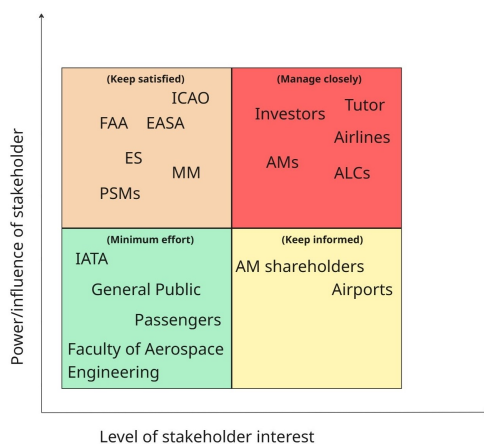 (Keep satisfied)
ICAO
FAA EASA
ES
MM
PSMs
(Manage closely)
Tutor
Investors
Airlines
AMs
ALCs
(Minimum effort)
IATA
General Public
Passengers
Faculty of Aerospace
Engineering
(Keep informed)
AM shareholders
Airports
Power/influence of stakeholder
Level of stakeholder interest